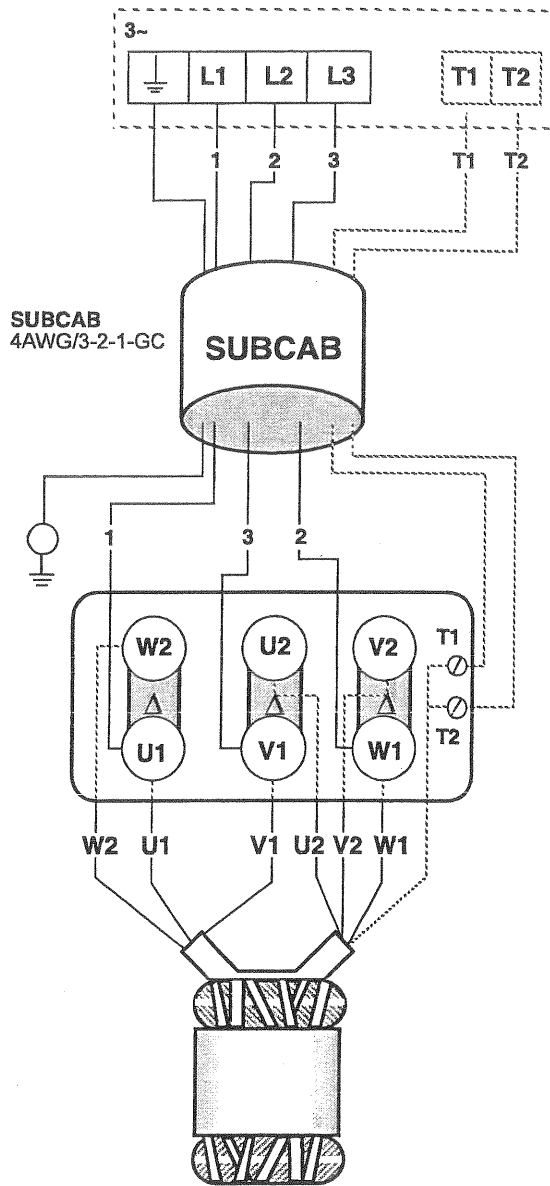 3~
L1 L2 L3 T1 T2
1 2 3 T1 T2
SUBCAB
4AWG/3-2-1-GC
SUBCAB
1 3 2
W2 U2 V2 T1
Δ Δ Δ
U1 V1 W1 T2
W2 U1 V1 U2 V2 W1